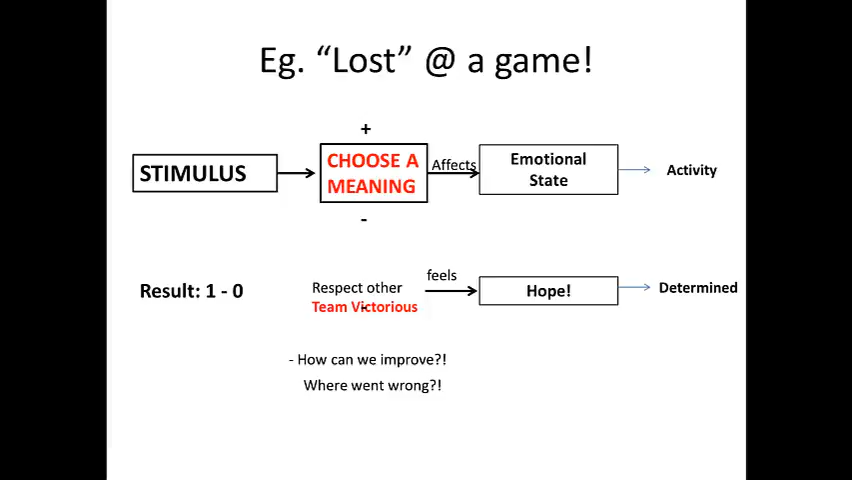 Eg. “Lost” @ a game!
+
STIMULUS
CHOOSE A
MEANING
Affects
Emotional
State
Activity
-
Result: 1 - 0
Respect other
Team Victorious
-
feels
Hope!
Determined
- How can we improve?!
Where went wrong?!